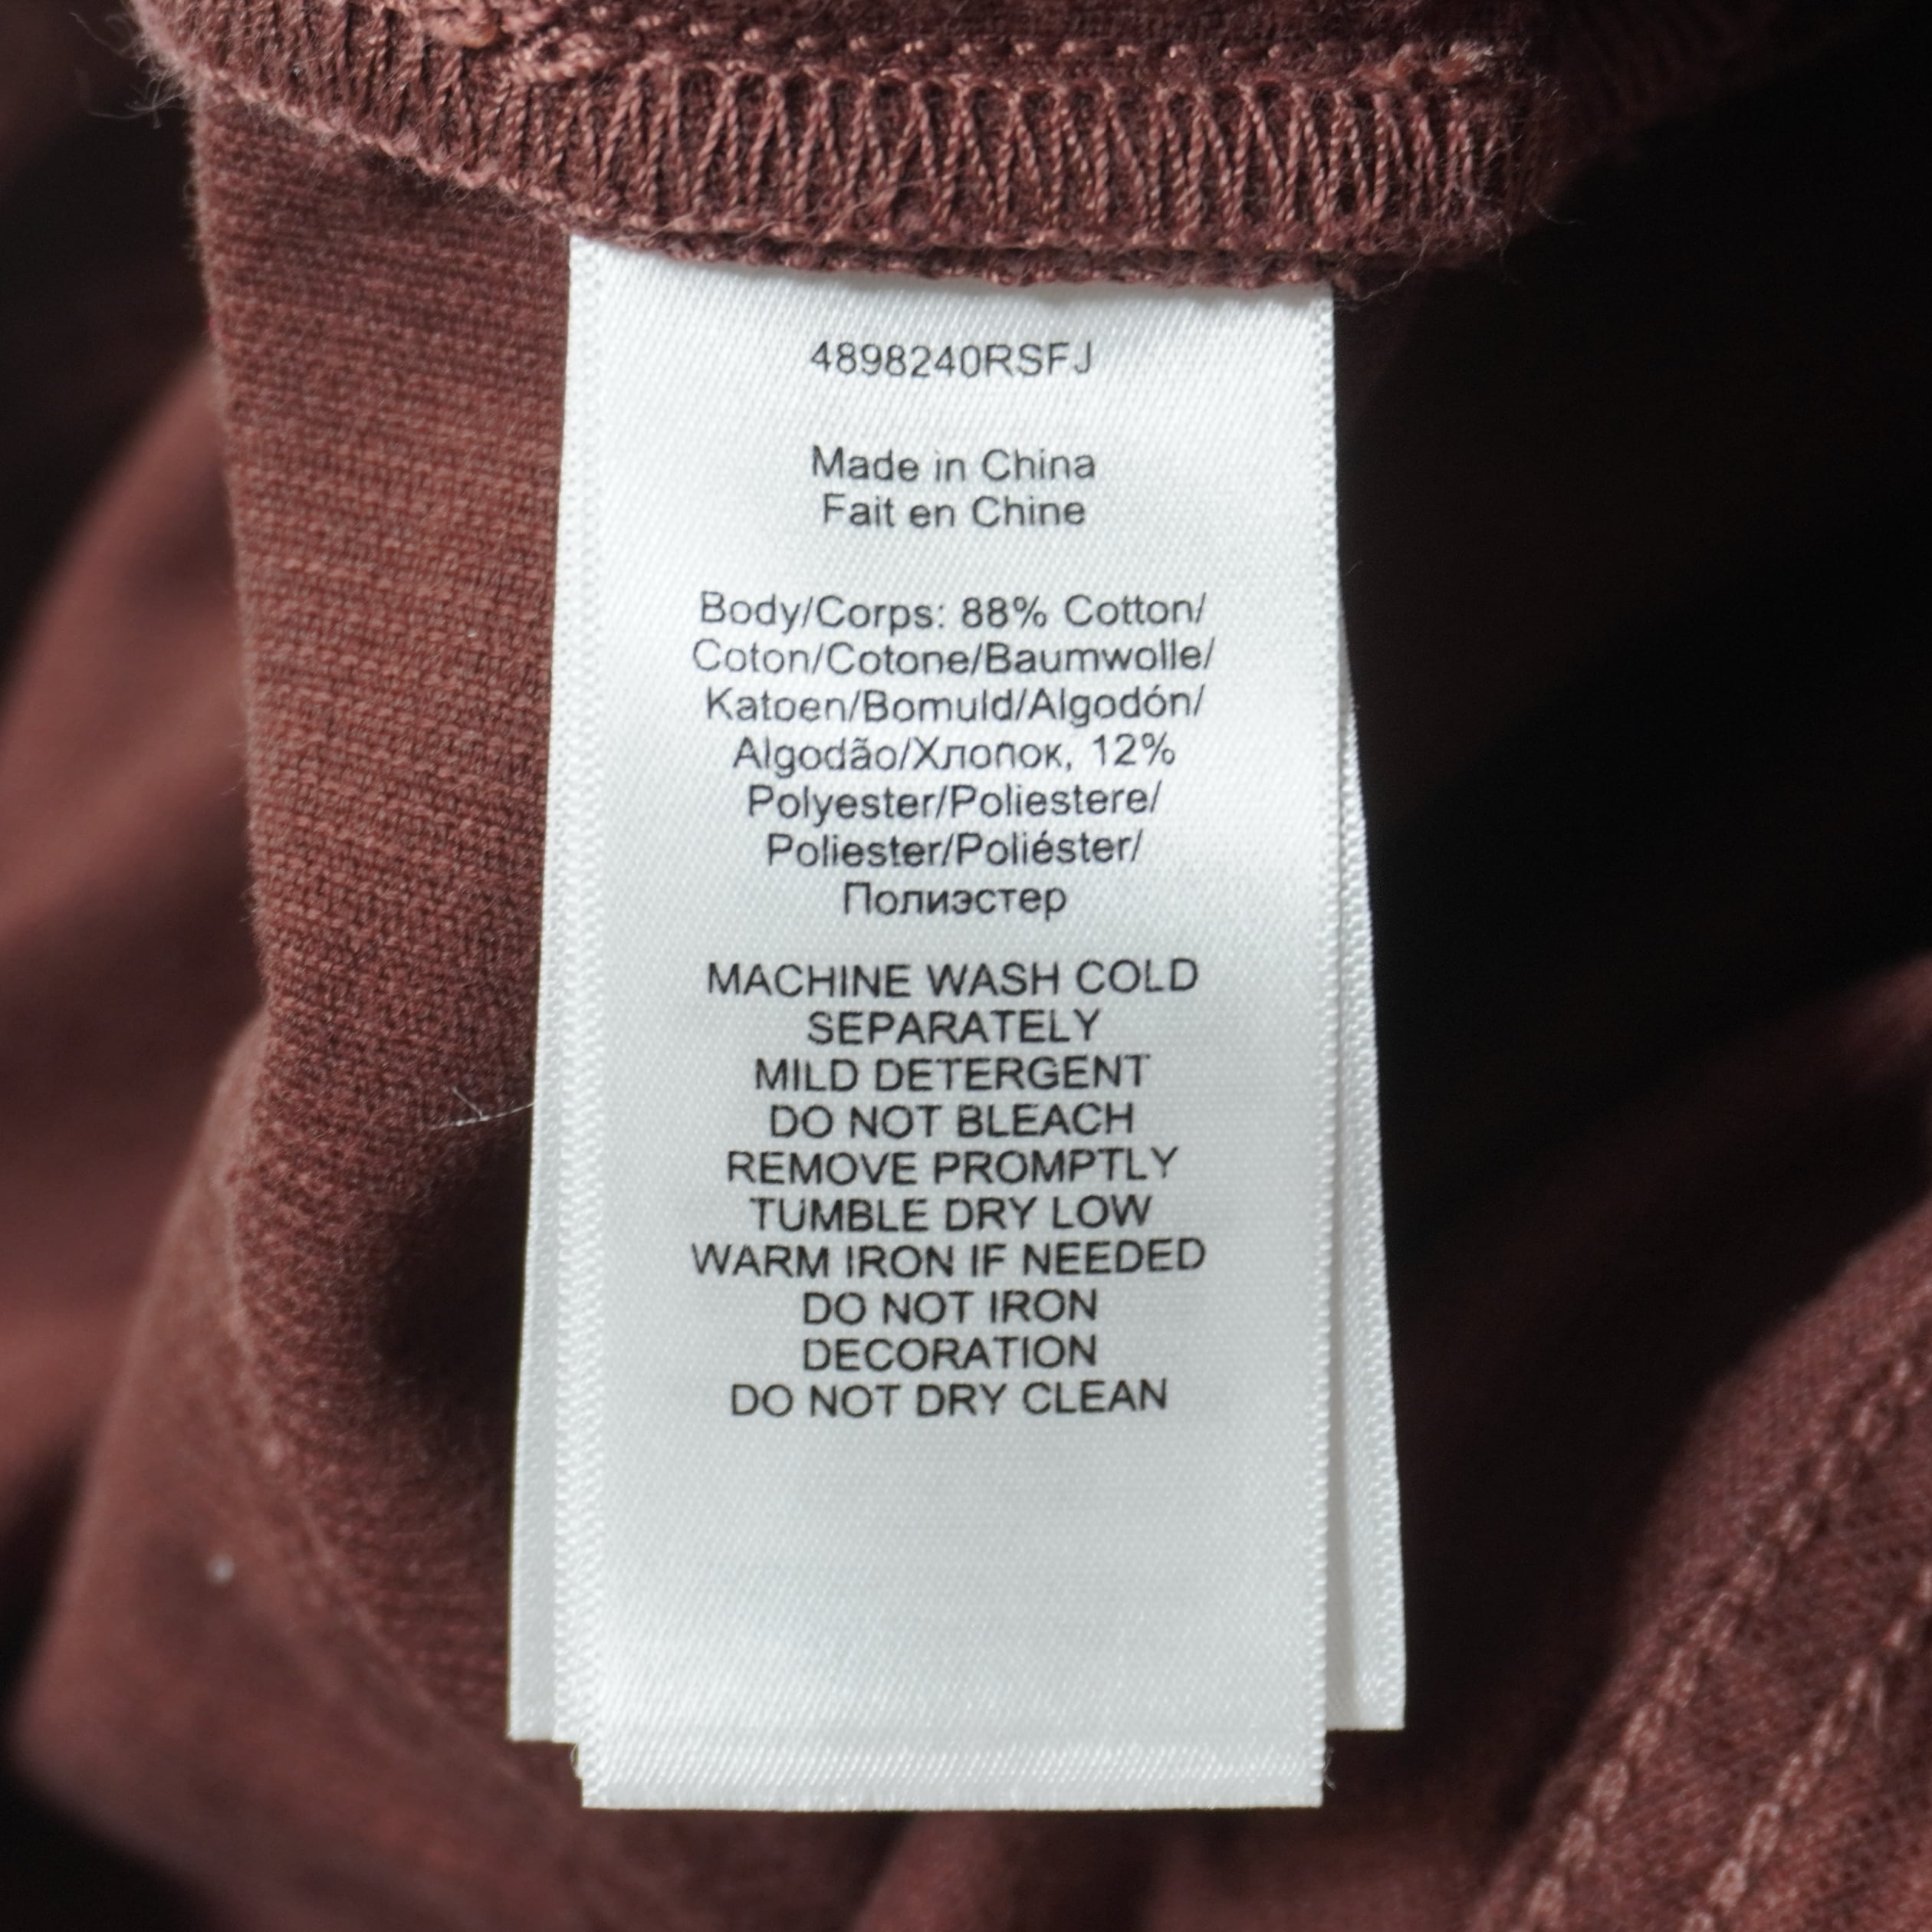 4898240RSFJ
Made in China
Fait en Chine
Body/Corps: 88% Cotton/
Coton/Cotone/Baumwolle/
Katoen/Bomuld/Algodón/
Algodão/Хлопок, 12%
Polyester/Poliestere/
Poliester/Poliéster/
Полиэстер
MACHINE WASH COLD
SEPARATELY
MILD DETERGENT
DO NOT BLEACH
REMOVE PROMPTLY
TUMBLE DRY LOW
WARM IRON IF NEEDED
DO NOT IRON
DECORATION
DO NOT DRY CLEAN